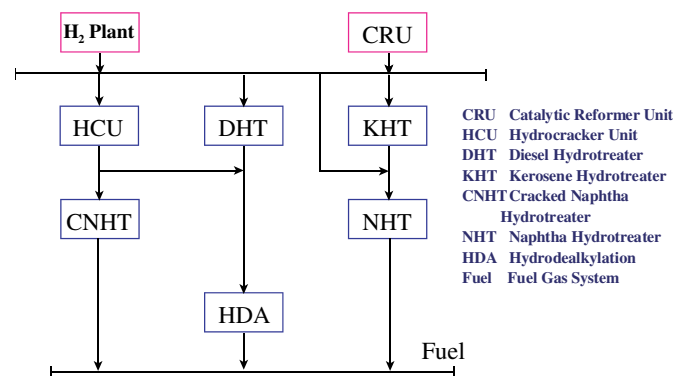 H₂ Plant
CRU
HCU
DHT
KHT
CNHT
NHT
HDA
Fuel
CRU Catalytic Reformer Unit
HCU Hydrocracker Unit
DHT Diesel Hydrotreater
KHT Kerosene Hydrotreater
CNHT Cracked Naphtha
Hydrotreater
NHT Naphtha Hydrotreater
HDA Hydrodealkylation
Fuel Fuel Gas System